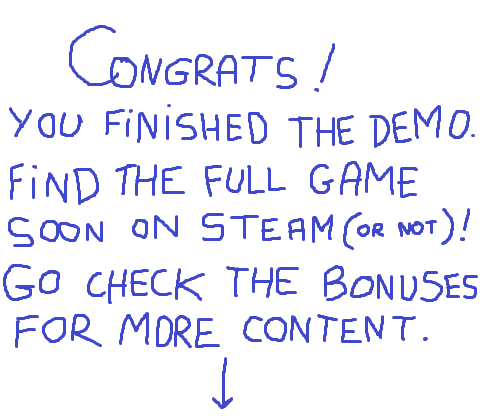 CONGRATS!
YOU FiNiSHED THE DEMO.
FiND THE FULL GAME
SOON ON STEAM (OR NOT)!
GO CHECK THE BONUSES
FOR MORE CONTENT.